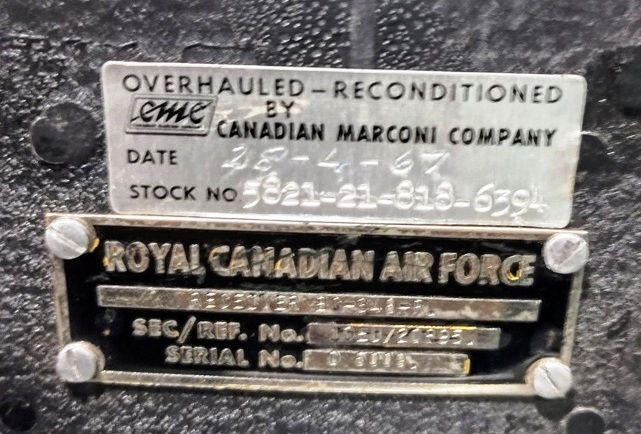 OVERHAULED-RECONDITIONED
CMC BY
CANADIAN MARCONI COMPANY
DATE 28-4-67
STOCK NO 5821-21-818-6394
ROYAL CANADIAN AIR FORCE
SEC/REF. No.
SERIAL No.